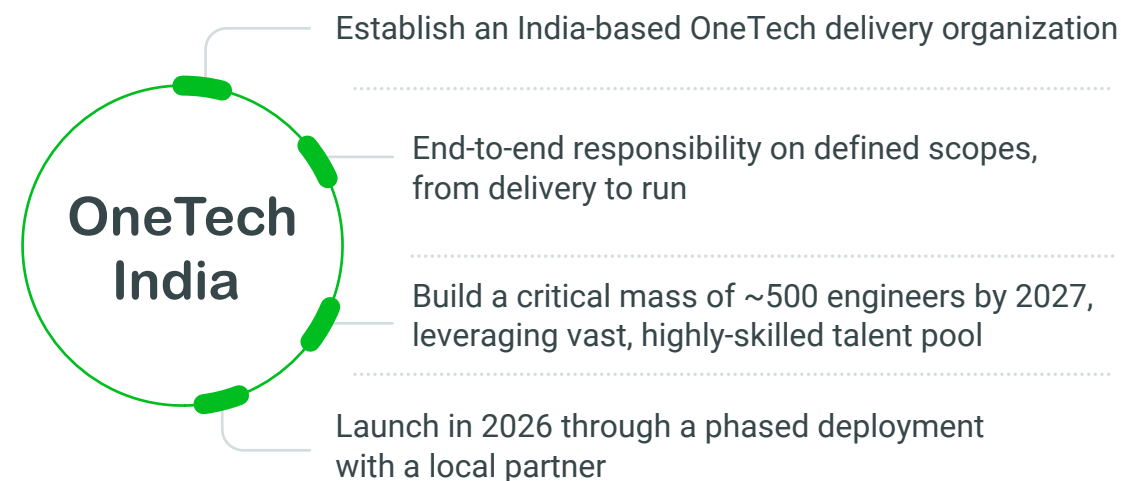 OneTech
India
Establish an India-based OneTech delivery organization
End-to-end responsibility on defined scopes,
from delivery to run
Build a critical mass of ~500 engineers by 2027,
leveraging vast, highly-skilled talent pool
Launch in 2026 through a phased deployment
with a local partner